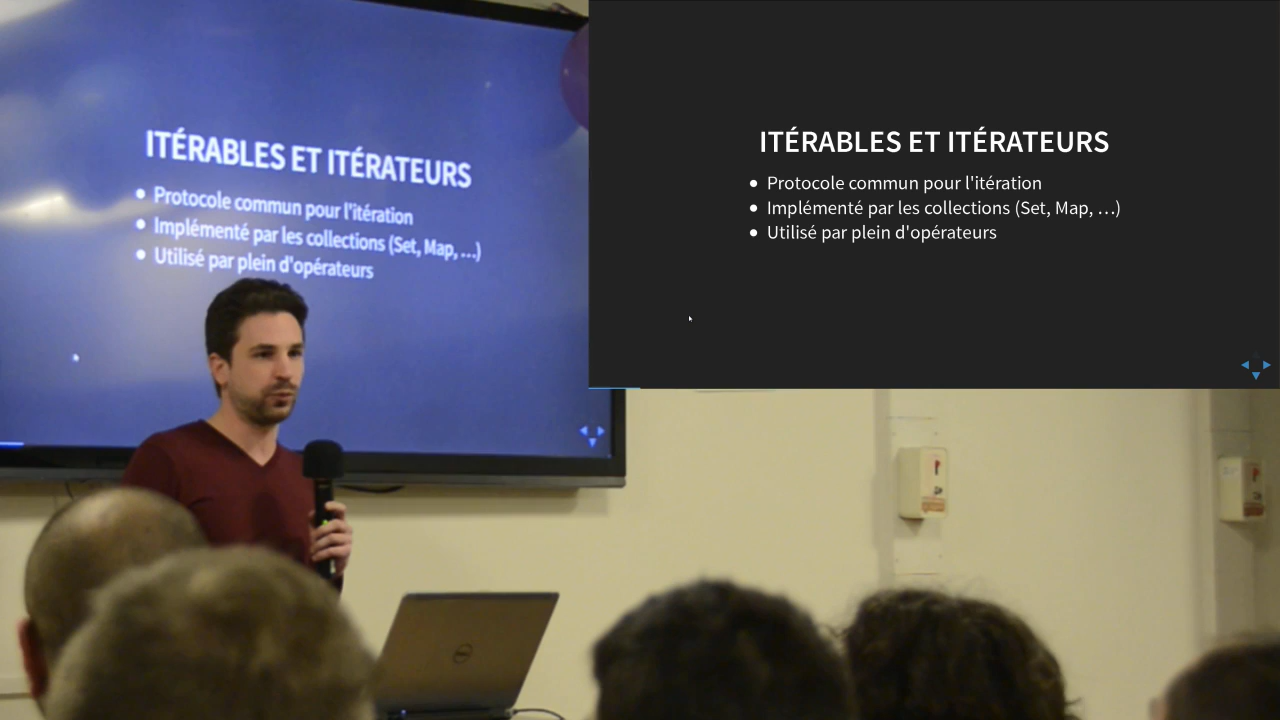 ITÉRABLES ET ITÉRATEURS
Protocole commun pour l'itération
Implémenté par les collections (Set, Map, ...)
Utilisé par plein d'opérateurs
ITÉRABLES ET ITÉRATEURS
Protocole commun pour l'itération
Implémenté par les collections (Set, Map, …)
Utilisé par plein d'opérateurs
DELL